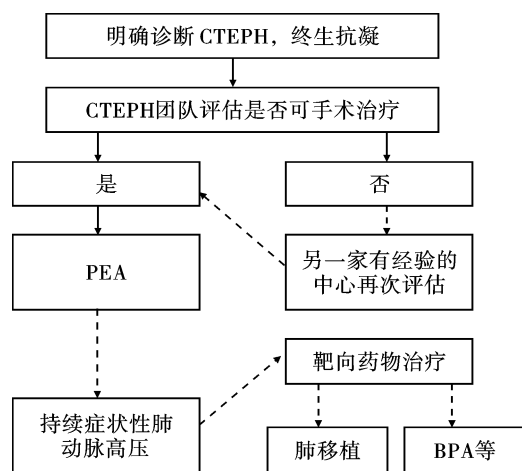 明确诊断 CTEPH，终生抗凝
CTEPH团队评估是否可手术治疗
是
否
PEA
另一家有经验的
中心再次评估
靶向药物治疗
持续症状性肺
动脉高压
肺移植
BPA等